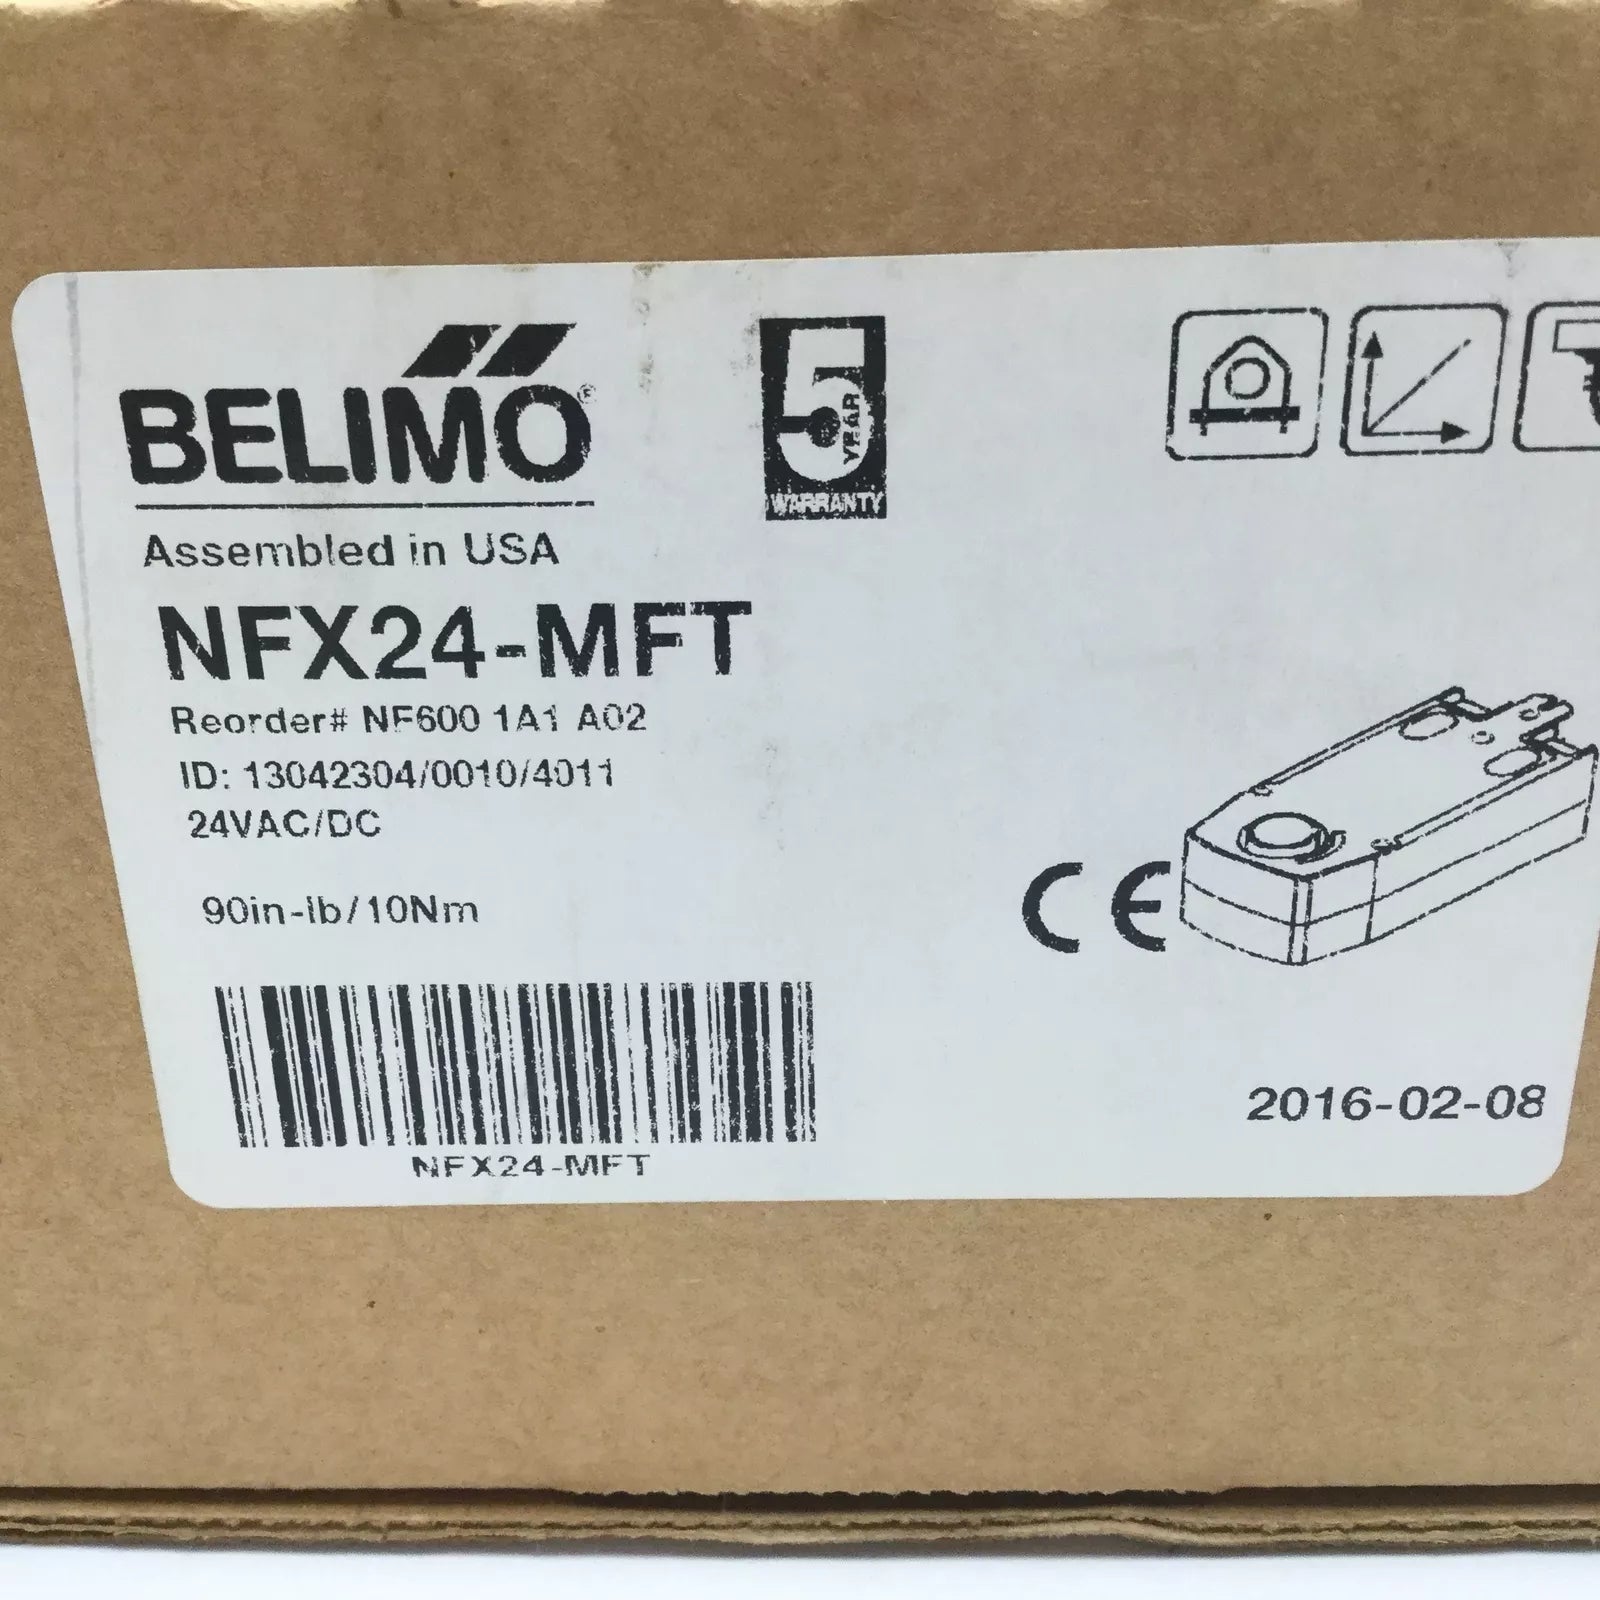 BELIMO®
5
YEAR
WARRANTY
Assembled in USA
NFX24-MFT
Reorder# NF600 1A1 A02
ID: 13042304/0010/4011
24VAC/DC
90in-lb/10Nm
CE
NFX24-MFT
2016-02-08